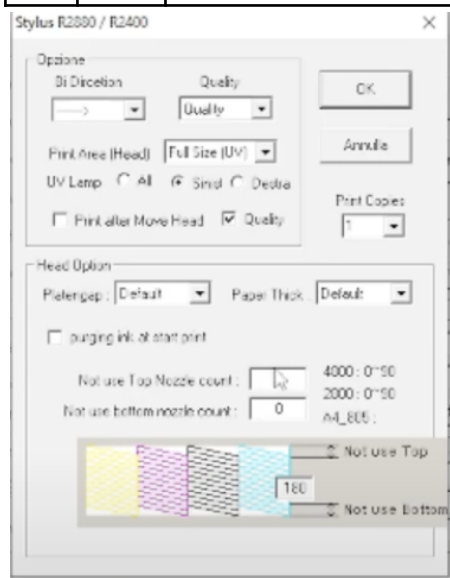 Stylus R2880 / R2400
Opzione
Bi Dircetion
Quality
---->
Quality
OK
Print Area (Head)
Full Size (UV)
Annulla
UV Lamp
All
Sinist
Destra
Print Copies
Print after Move Head
Quality
1
Head Option
Platengap :
Default
Paper Thick
Default
purging ink at start print
Not use Top Nozzle count :
4000 : 0~90
2000 : 0~90
Not use bottom nozzle count :
0
A4_805 :
Not use Top
180
Not use Bottom